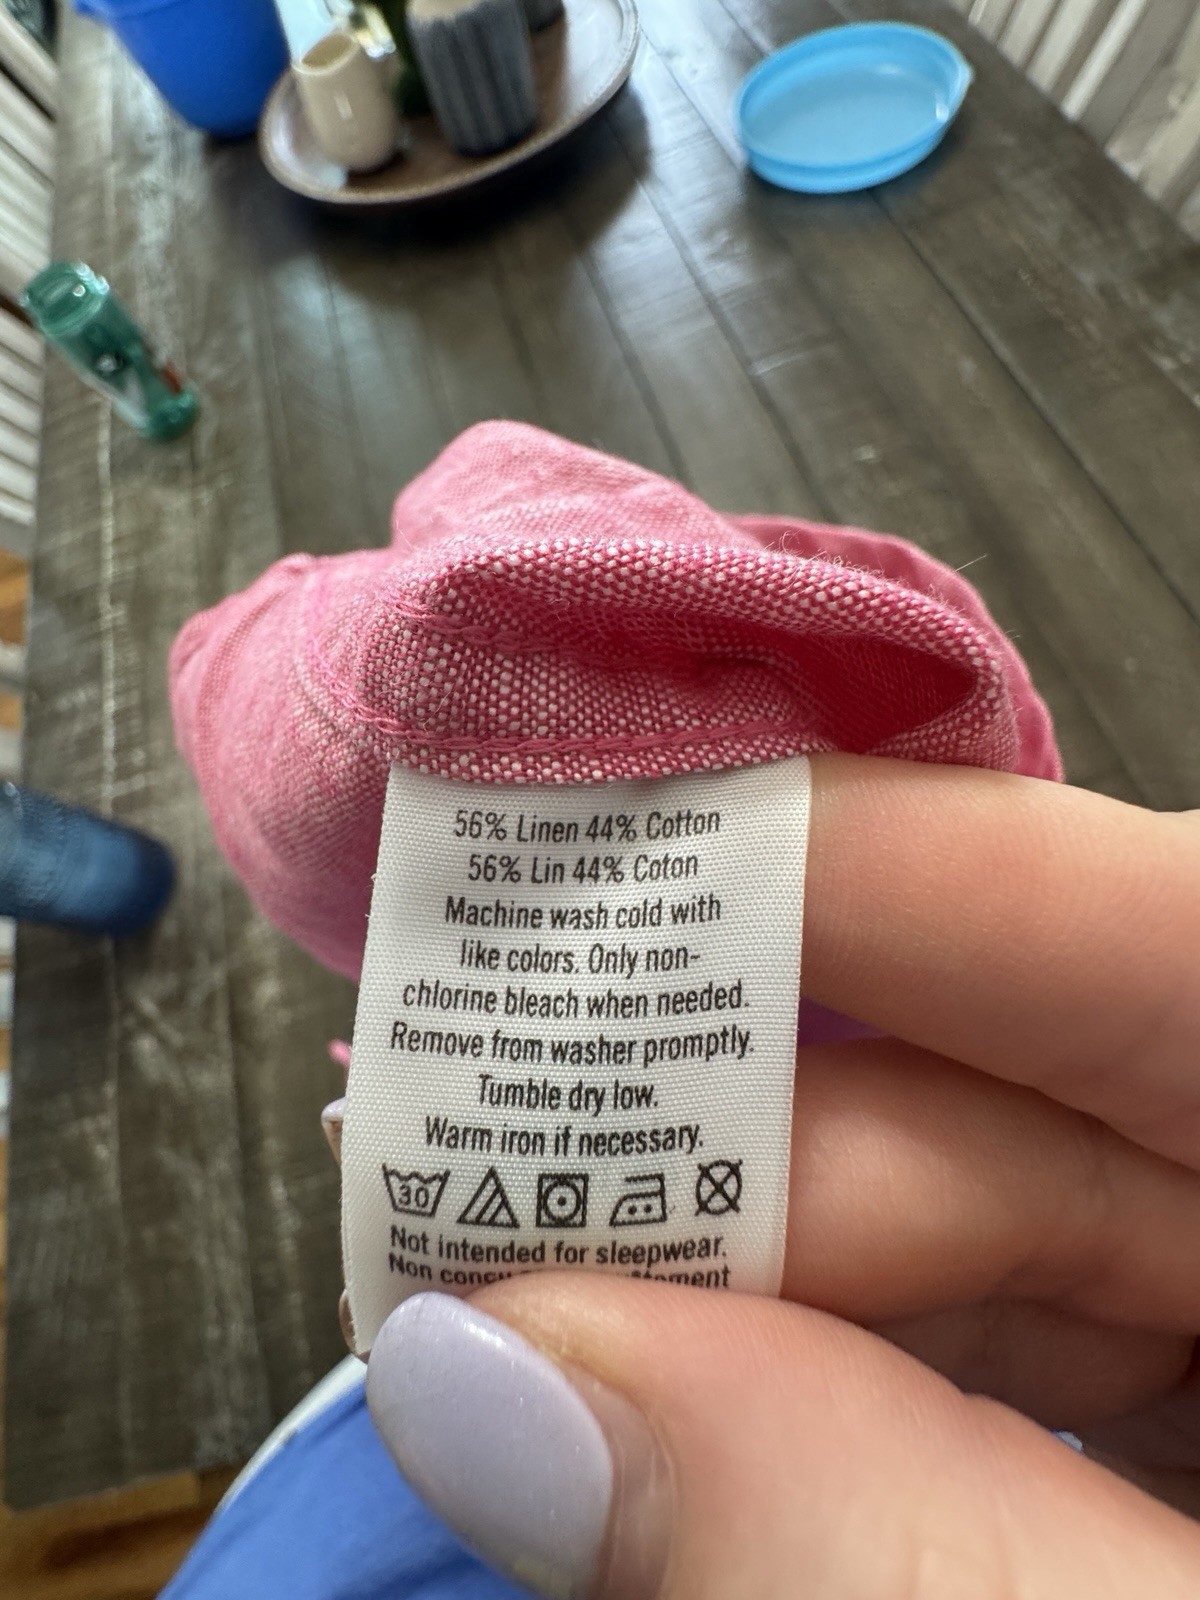 56% Linen 44% Cotton
56% Lin 44% Coton
Machine wash cold with
like colors. Only non-
chlorine bleach when needed.
Remove from washer promptly.
Tumble dry low.
Warm iron if necessary.
30
Not intended for sleepwear.
Non